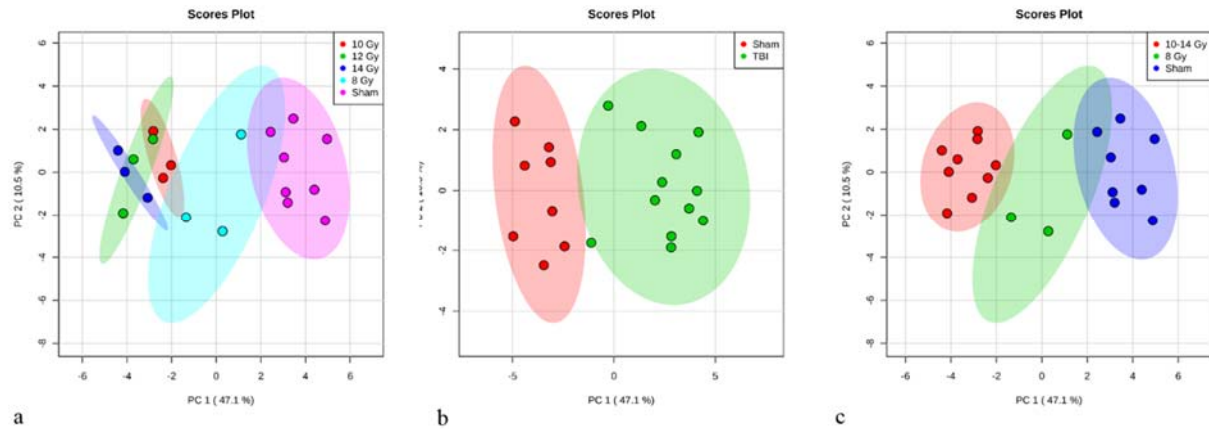 Scores Plot
10 Gy
12 Gy
14 Gy
8 Gy
Sham
PC 2 ( 10.5 %)
6
4
2
0
-2
-4
-6
-8
-6 -4 -2 0 2 4 6
PC 1 ( 47.1 %)
a
Scores Plot
Sham
TBI
4
2
0
-2
-4
-5 0 5
PC 1 ( 47.1 %)
b
Scores Plot
10-14 Gy
8 Gy
Sham
PC 2 ( 10.5 %)
6
4
2
0
-2
-4
-6
-8
-6 -4 -2 0 2 4 6
PC 1 ( 47.1 %)
c